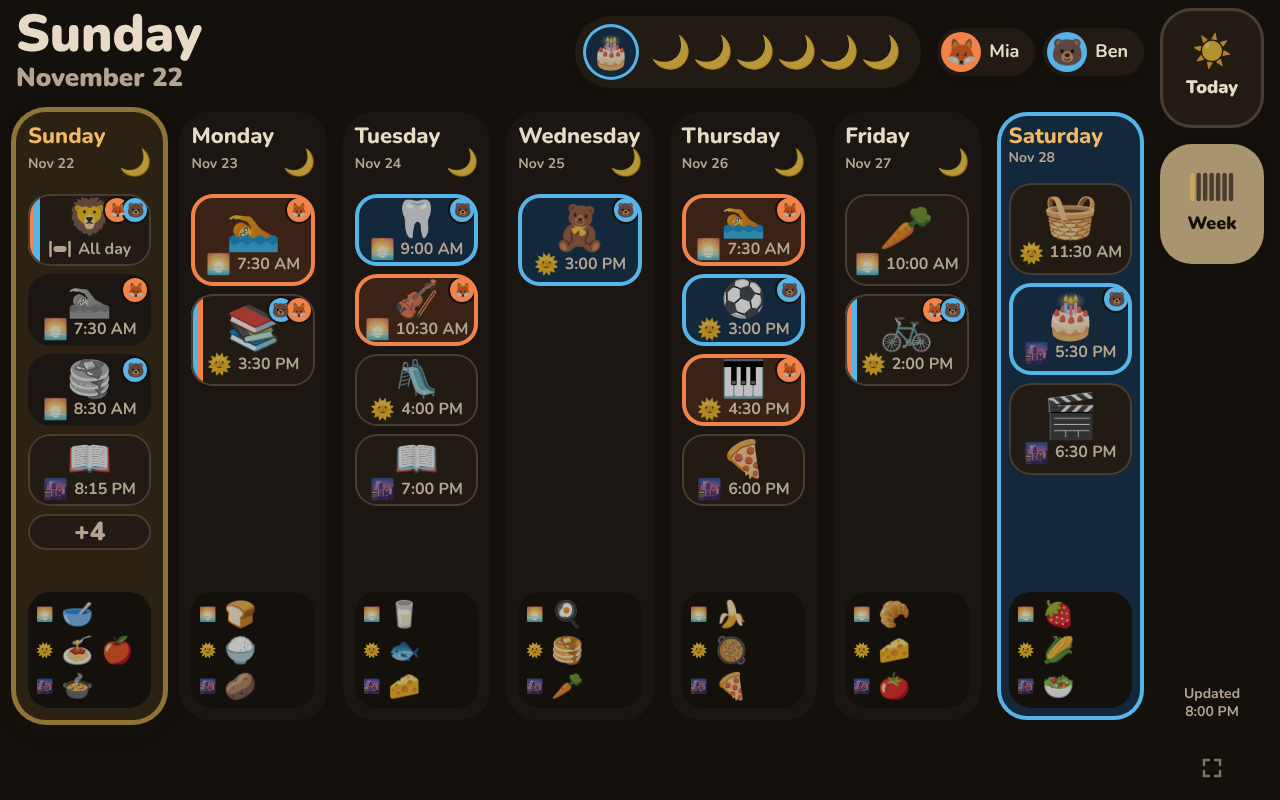 Sunday
November 22
Mia
Ben
Today
Week
Sunday
Nov 22
All day
7:30 AM
8:30 AM
8:15 PM
+4
Monday
Nov 23
7:30 AM
3:30 PM
Tuesday
Nov 24
9:00 AM
10:30 AM
4:00 PM
7:00 PM
Wednesday
Nov 25
3:00 PM
Thursday
Nov 26
7:30 AM
3:00 PM
4:30 PM
6:00 PM
Friday
Nov 27
10:00 AM
2:00 PM
Saturday
Nov 28
11:30 AM
5:30 PM
6:30 PM
Updated
8:00 PM